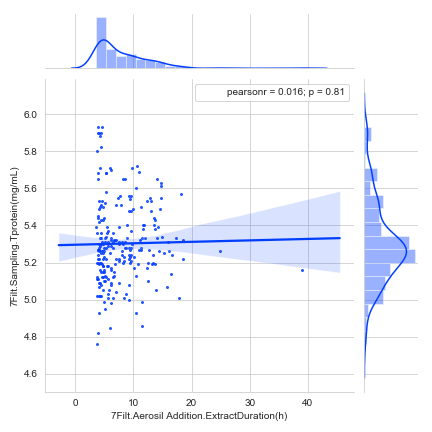 pearsonr = 0.016; p = 0.81
6.0
5.8
5.6
5.4
5.2
5.0
4.8
4.6
7Filt.Sampling.Tprotein(mg/mL)
0 10 20 30 40
7Filt.Aerosil Addition.ExtractDuration(h)